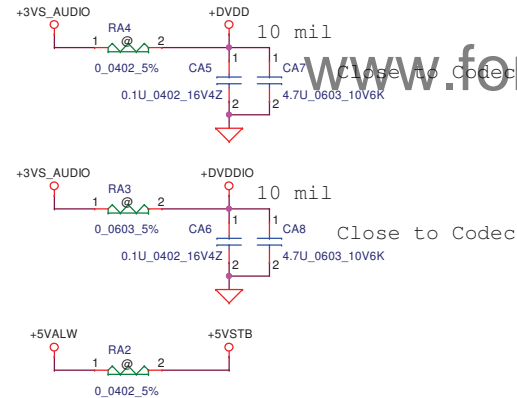 +3VS_AUDIO
+DVDD
RA4
10 mil
1 @ 2
0_0402_5%
CA5
1
CA7
1
www.for
Close to Codec
0.1U_0402_16V4Z
2
2
4.7U_0603_10V6K
+3VS_AUDIO
+DVDDIO
RA3
10 mil
1 @ 2
0_0603_5%
CA6
1
CA8
1
Close to Codec
0.1U_0402_16V4Z
2
2
4.7U_0603_10V6K
+5VALW
+5VSTB
RA2
1 @ 2
0_0402_5%